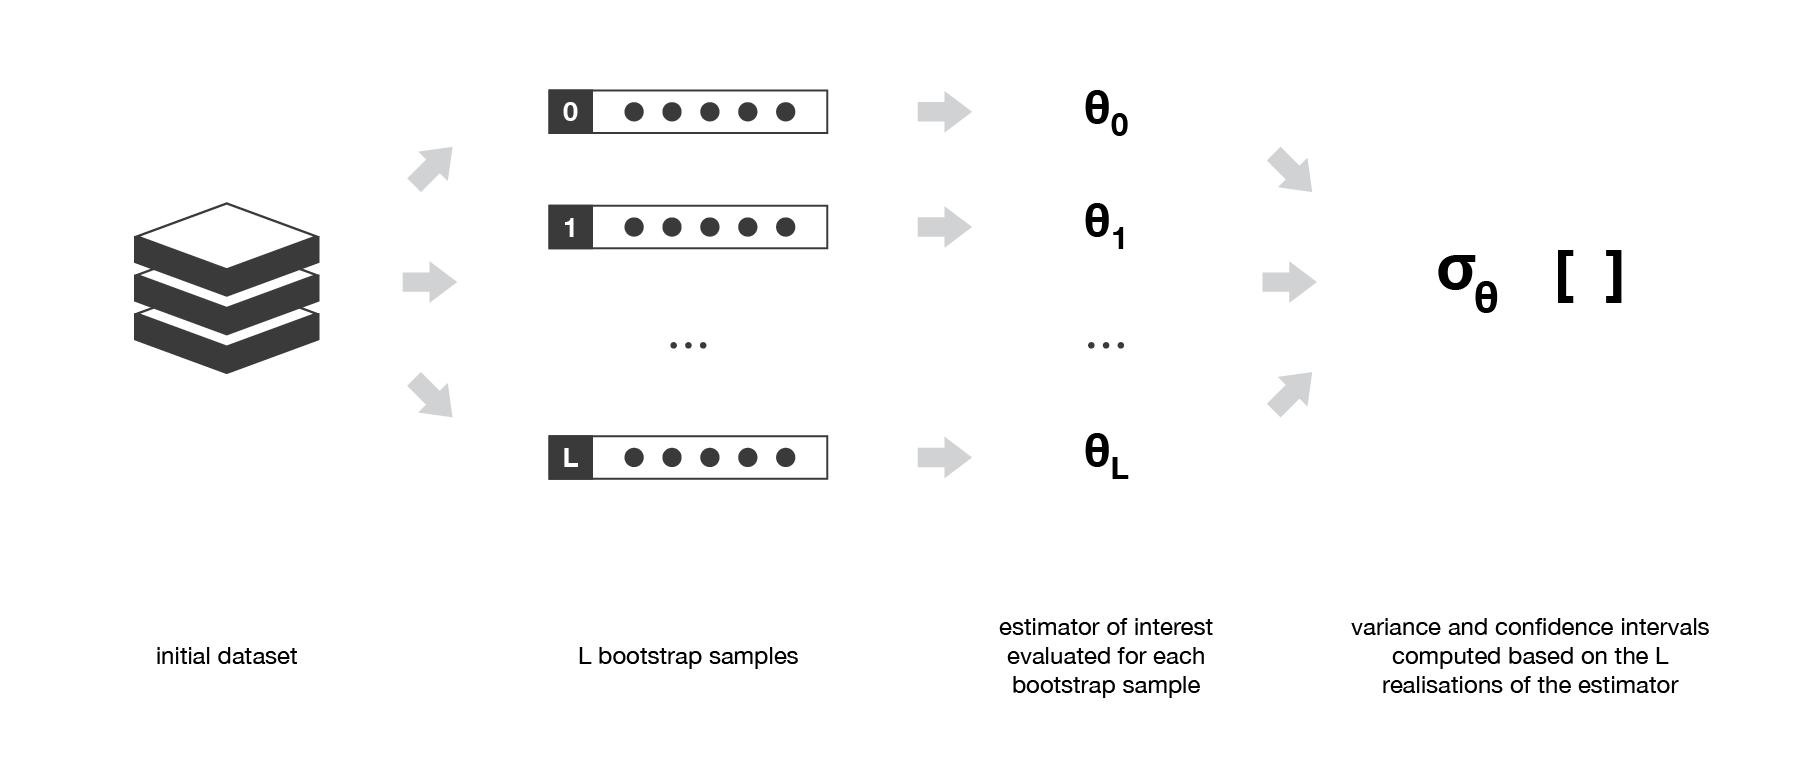 0
θ0
1
θ1
σθ [ ]
...
...
L
θL
initial dataset
L bootstrap samples
estimator of interest
evaluated for each
bootstrap sample
variance and confidence intervals
computed based on the L
realisations of the estimator